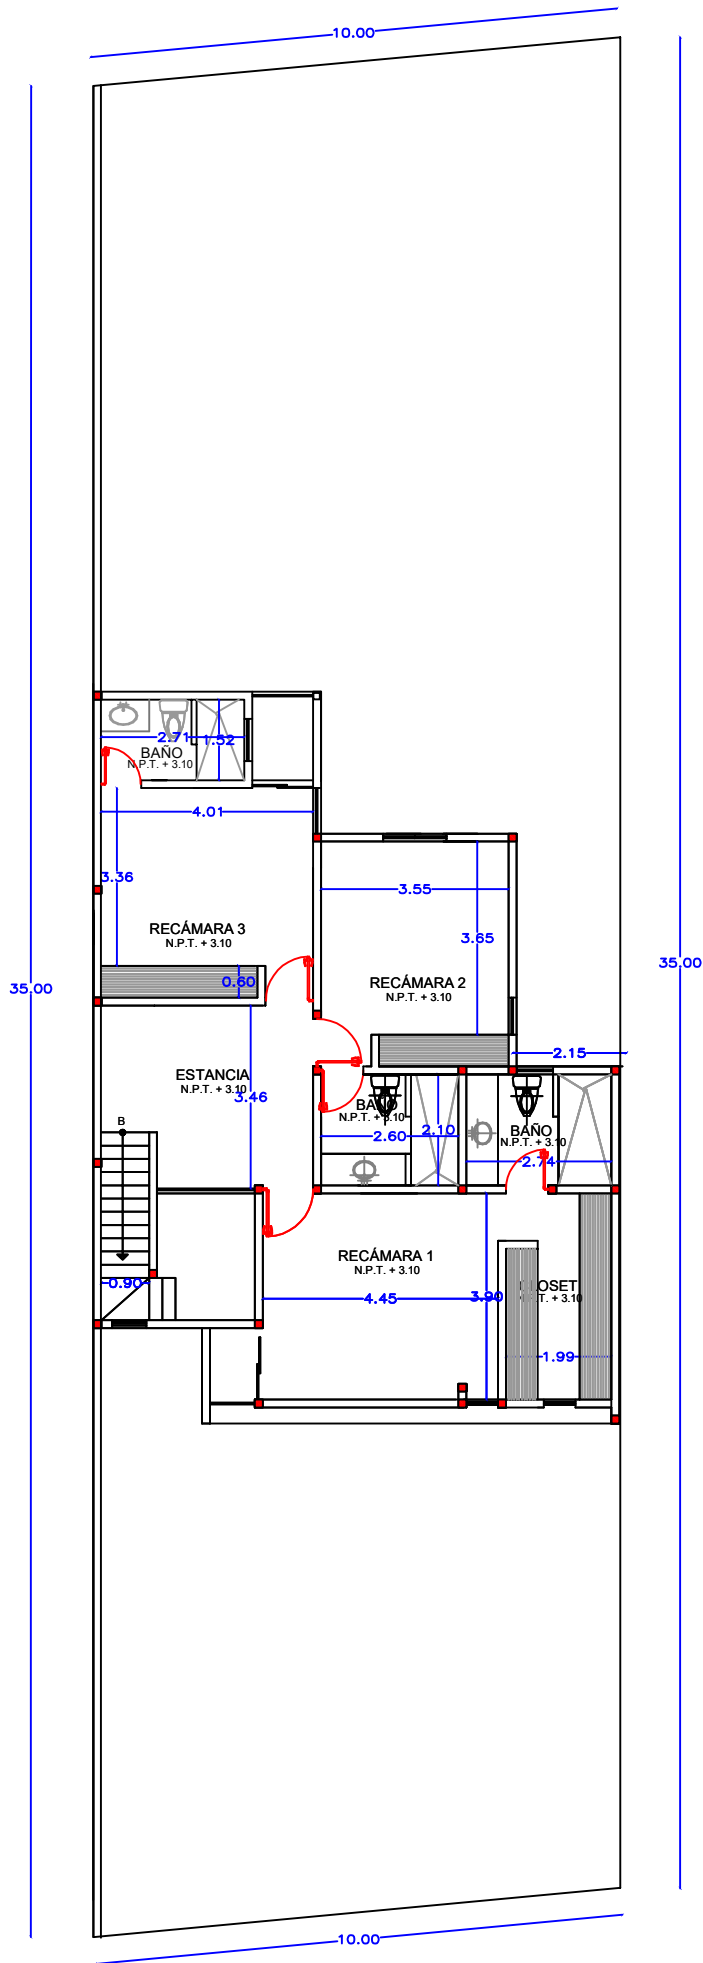 10.00
2.71
1.52
BAÑO
N.P.T. + 3.10
4.01
3.36
3.55
RECÁMARA 3
N.P.T. + 3.10
3.65
35.00
35.00
0.60
RECÁMARA 2
N.P.T. + 3.10
2.15
ESTANCIA
N.P.T. + 3.10
3.46
BAÑO
N.P.T. + 3.10
B
2.10
2.60
BAÑO
N.P.T. + 3.10
2.74
RECÁMARA 1
N.P.T. + 3.10
0.90
4.45
3.90
CLOSET
N.P.T. + 3.10
1.99
10.00